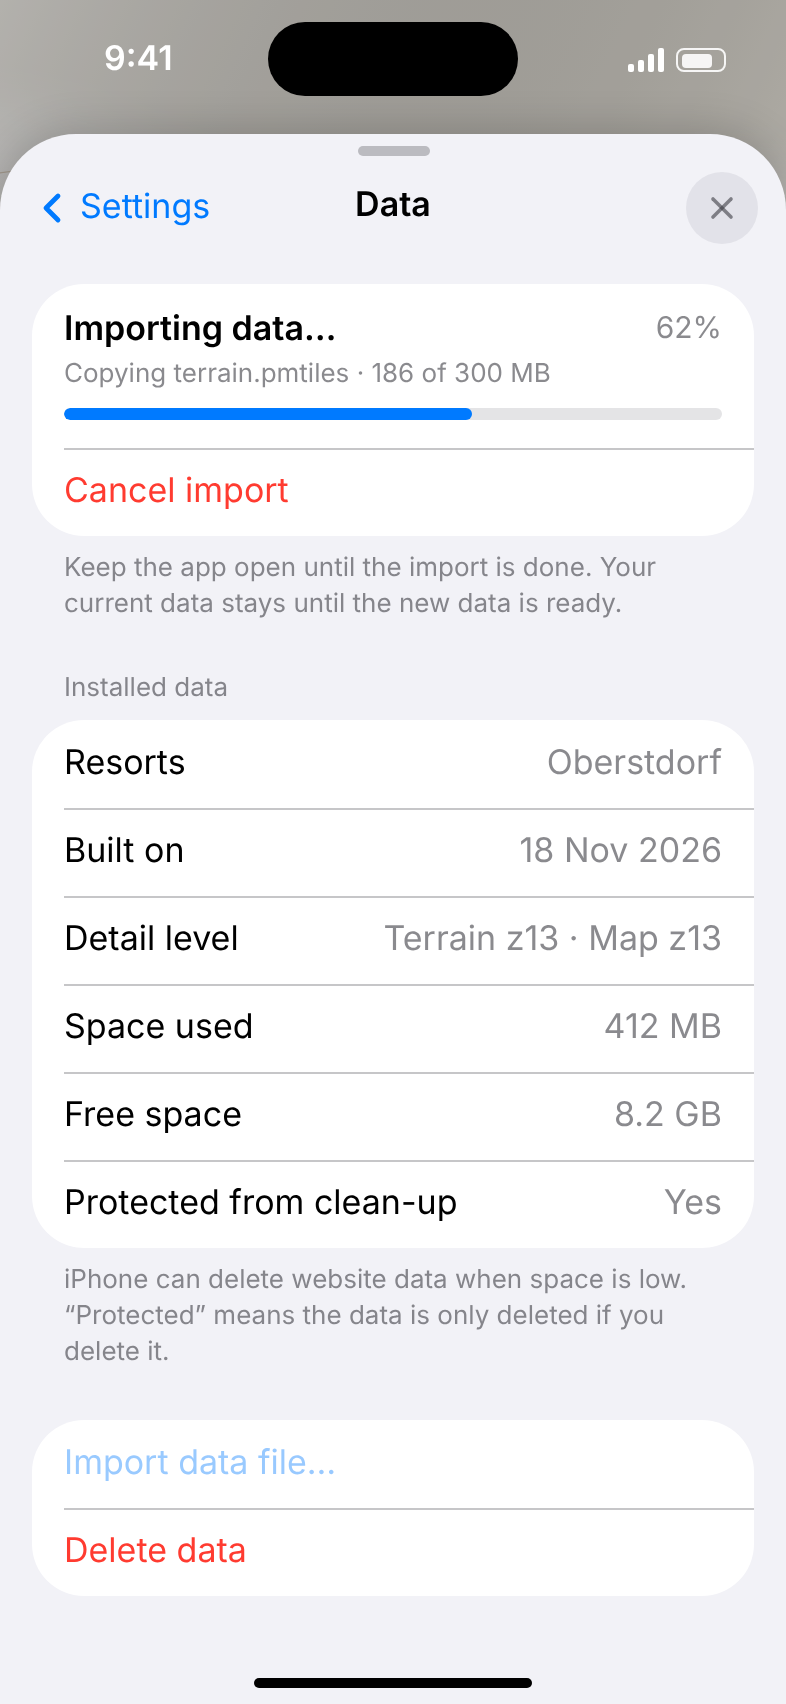 9:41
Settings
Data
Importing data...
62%
Copying terrain.pmtiles · 186 of 300 MB
Cancel import
Keep the app open until the import is done. Your
current data stays until the new data is ready.
Installed data
Resorts
Oberstdorf
Built on
18 Nov 2026
Detail level
Terrain z13 · Map z13
Space used
412 MB
Free space
8.2 GB
Protected from clean-up
Yes
iPhone can delete website data when space is low.
“Protected” means the data is only deleted if you
delete it.
Import data file...
Delete data